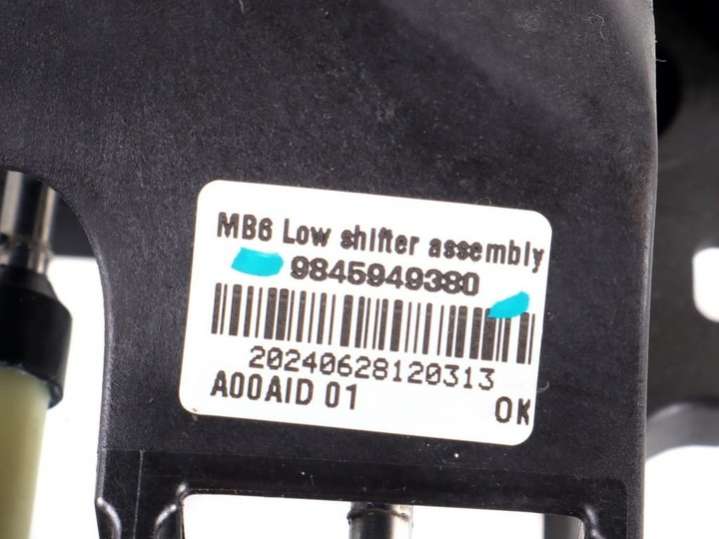 MB6 Low shifter assembly
9845949380
20240628120313
A00AID 01
OK